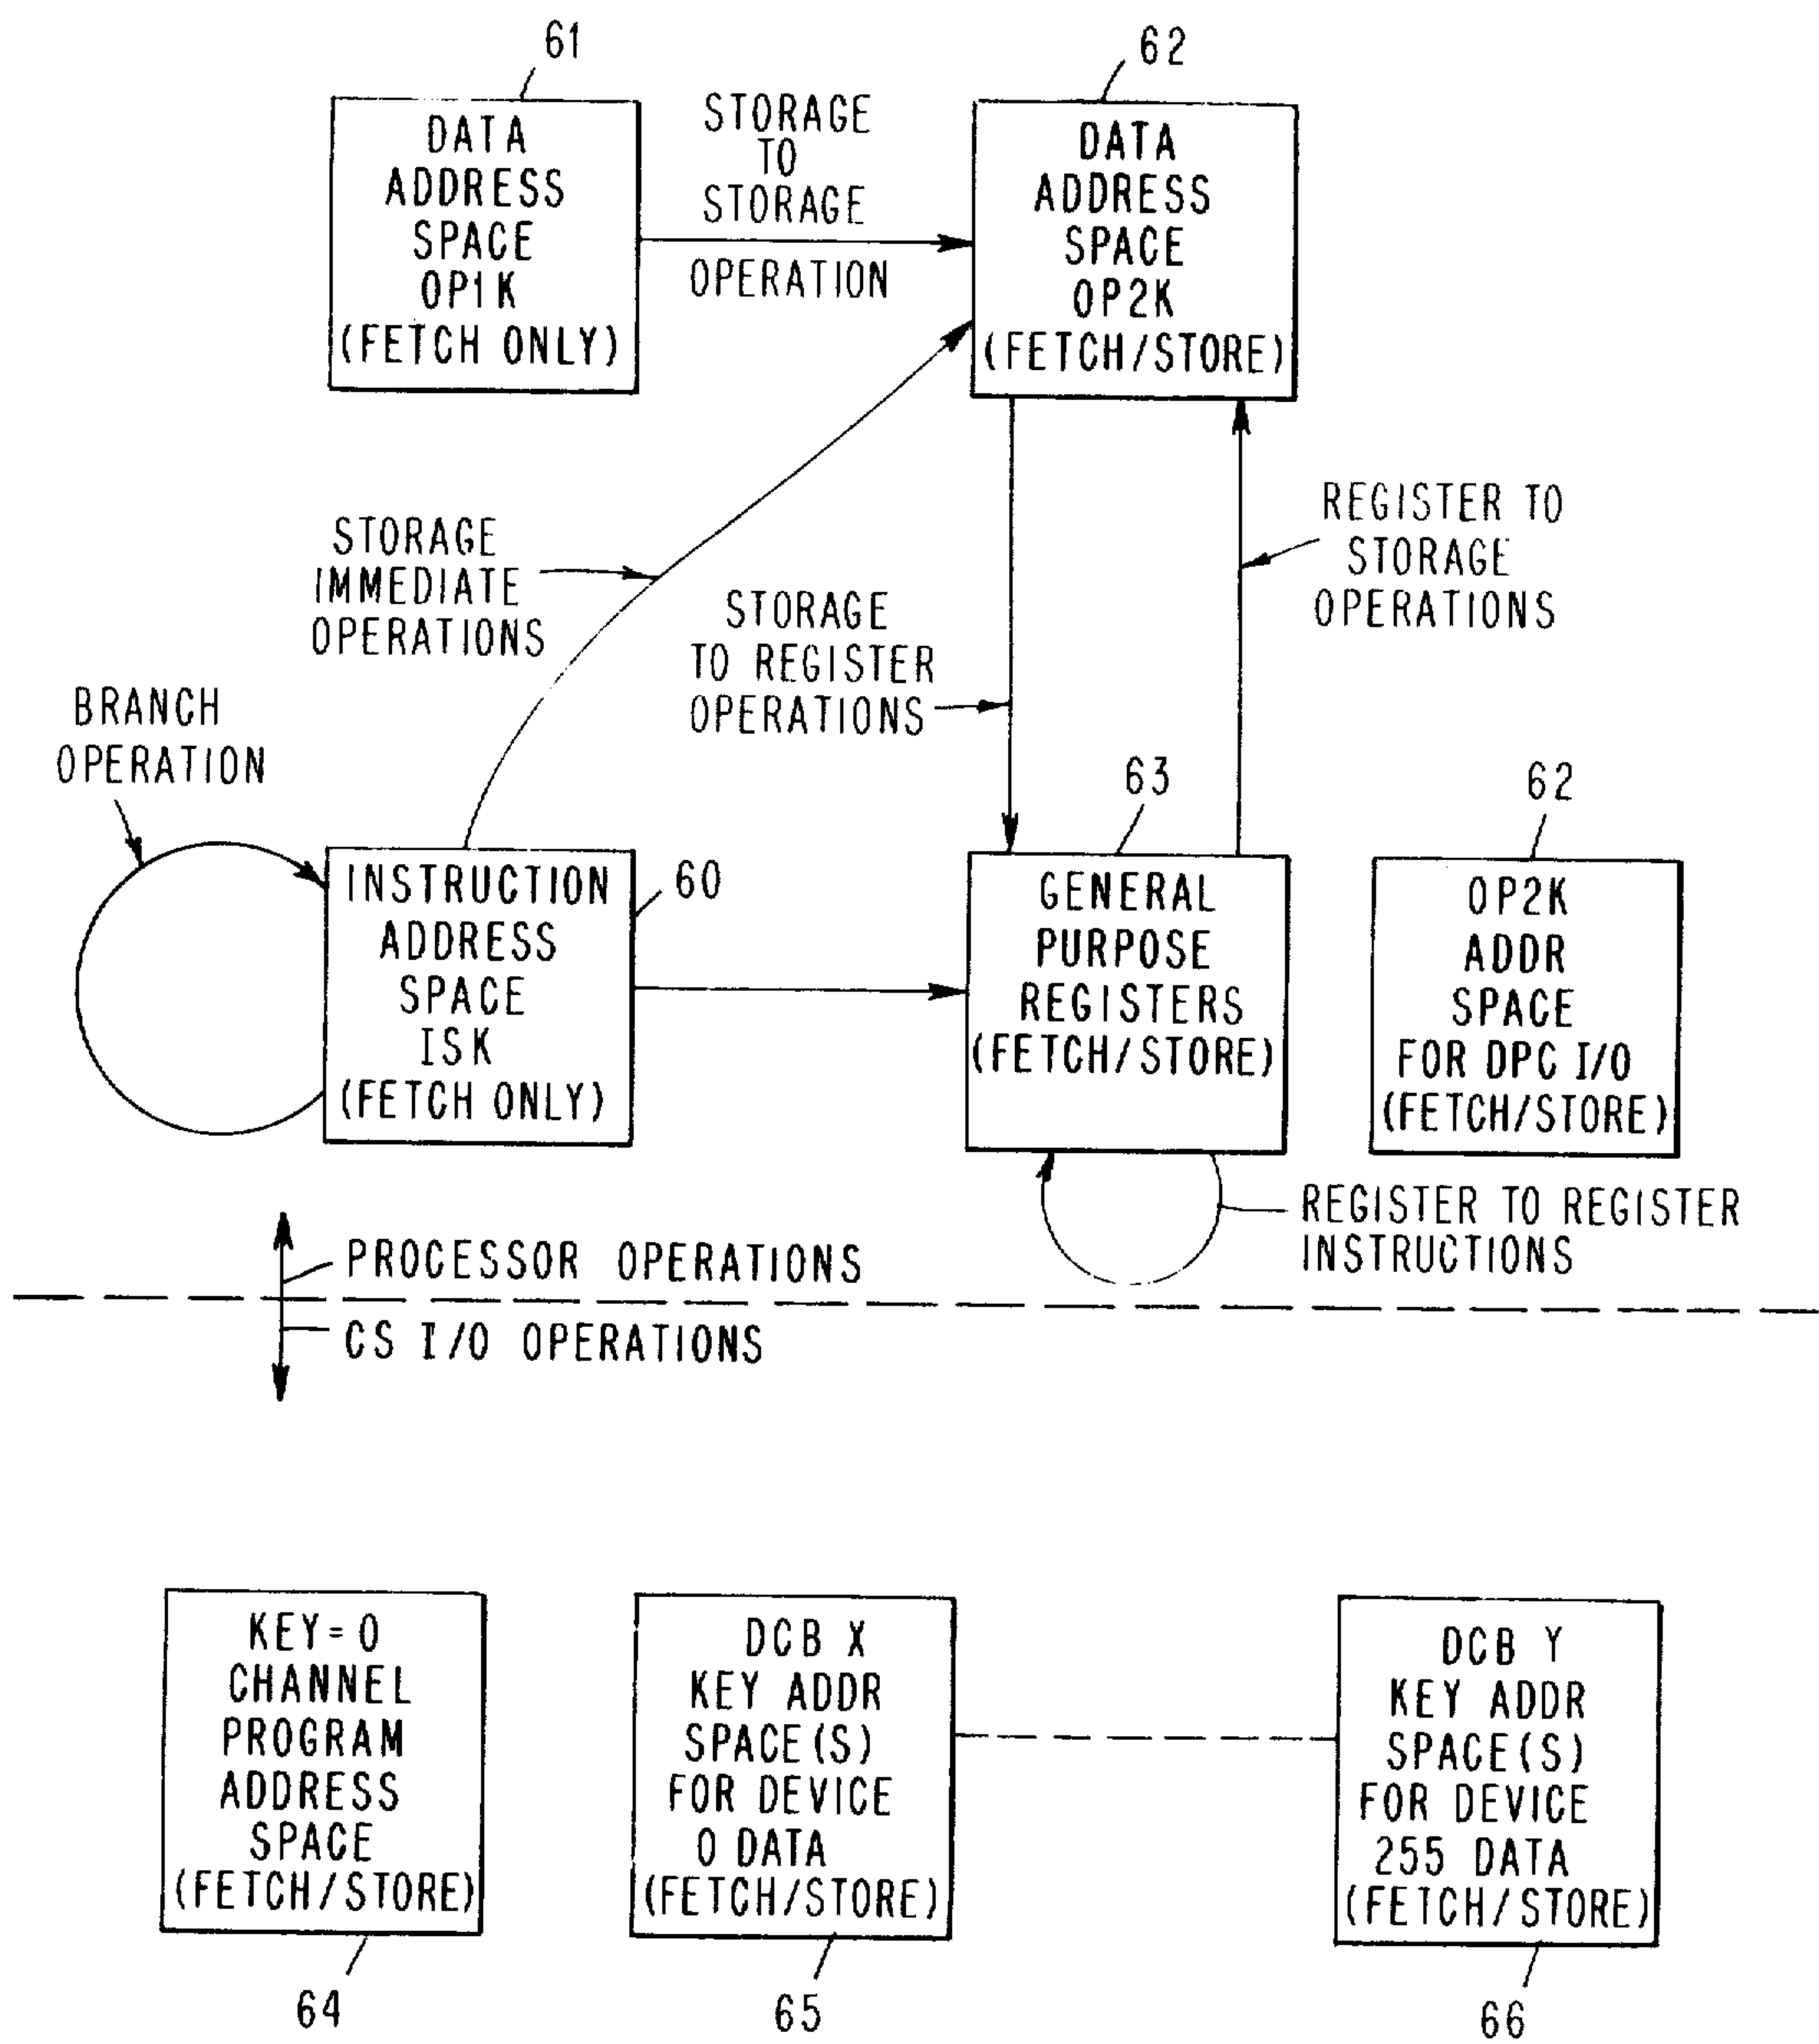 61
DATA
ADDRESS
SPACE
OP1K
(FETCH ONLY)
STORAGE
TO
STORAGE
OPERATION
62
DATA
ADDRESS
SPACE
OP2K
(FETCH/STORE)
STORAGE
IMMEDIATE
OPERATIONS
STORAGE
TO REGISTER
OPERATIONS
REGISTER TO
STORAGE
OPERATIONS
BRANCH
OPERATION
INSTRUCTION
ADDRESS
SPACE
ISK
(FETCH ONLY)
60
63
GENERAL
PURPOSE
REGISTERS
(FETCH/STORE)
62
OP2K
ADDR
SPACE
FOR DPC I/O
(FETCH/STORE)
REGISTER TO REGISTER
INSTRUCTIONS
PROCESSOR OPERATIONS
CS I/O OPERATIONS
KEY=0
CHANNEL
PROGRAM
ADDRESS
SPACE
(FETCH/STORE)
64
DCB X
KEY ADDR
SPACE(S)
FOR DEVICE
0 DATA
(FETCH/STORE)
65
DCB Y
KEY ADDR
SPACE(S)
FOR DEVICE
255 DATA
(FETCH/STORE)
66